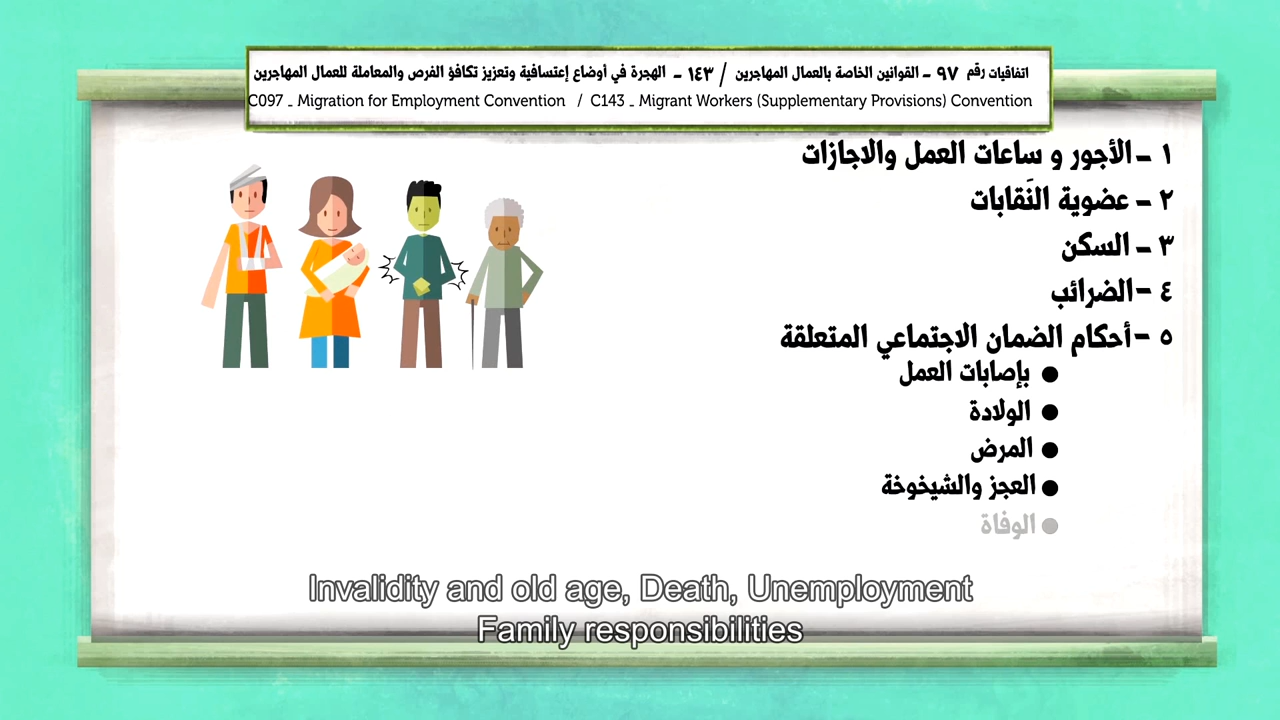 اتفاقيات رقم ٩٧ - القوانين الخاصة بالعمال المهاجرين / ١٤٣ - الهجرة في أوضاع إعتسافية وتعزيز تكافؤ الفرص والمعاملة للعمال المهاجرين
C097 - Migration for Employment Convention / C143 - Migrant Workers (Supplementary Provisions) Convention
١ - الأجور و ساعات العمل والاجازات
٢ - عضوية النَقابات
٣ - السكن
٤ - الضرائب
٥ - أحكام الضمان الاجتماعي المتعلقة
● بإصابات العمل
● الولادة
● المرض
● العجز والشيخوخة
● الوفاة
Invalidity and old age, Death, Unemployment
Family responsibilities